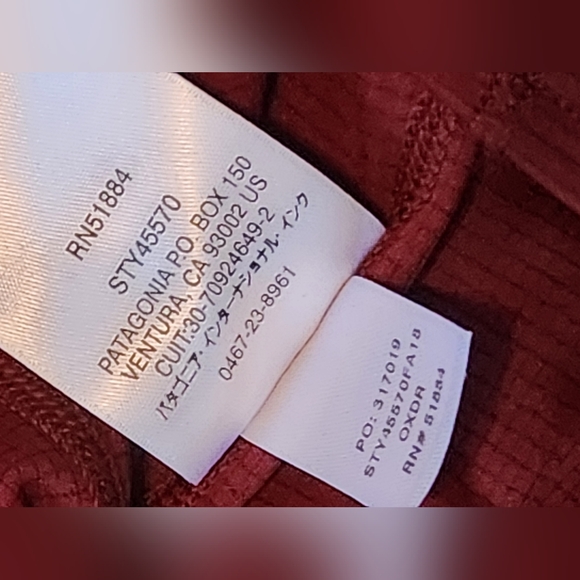 RN51884
STY45570
PATAGONIA P.O. BOX 150
VENTURA, CA 93002 US
CUIT:30-70924649-2
パタゴニア・インターナショナル・インク
0467-23-8961
PO: 317019
STY45570FA18
OXDR
RN# 51884